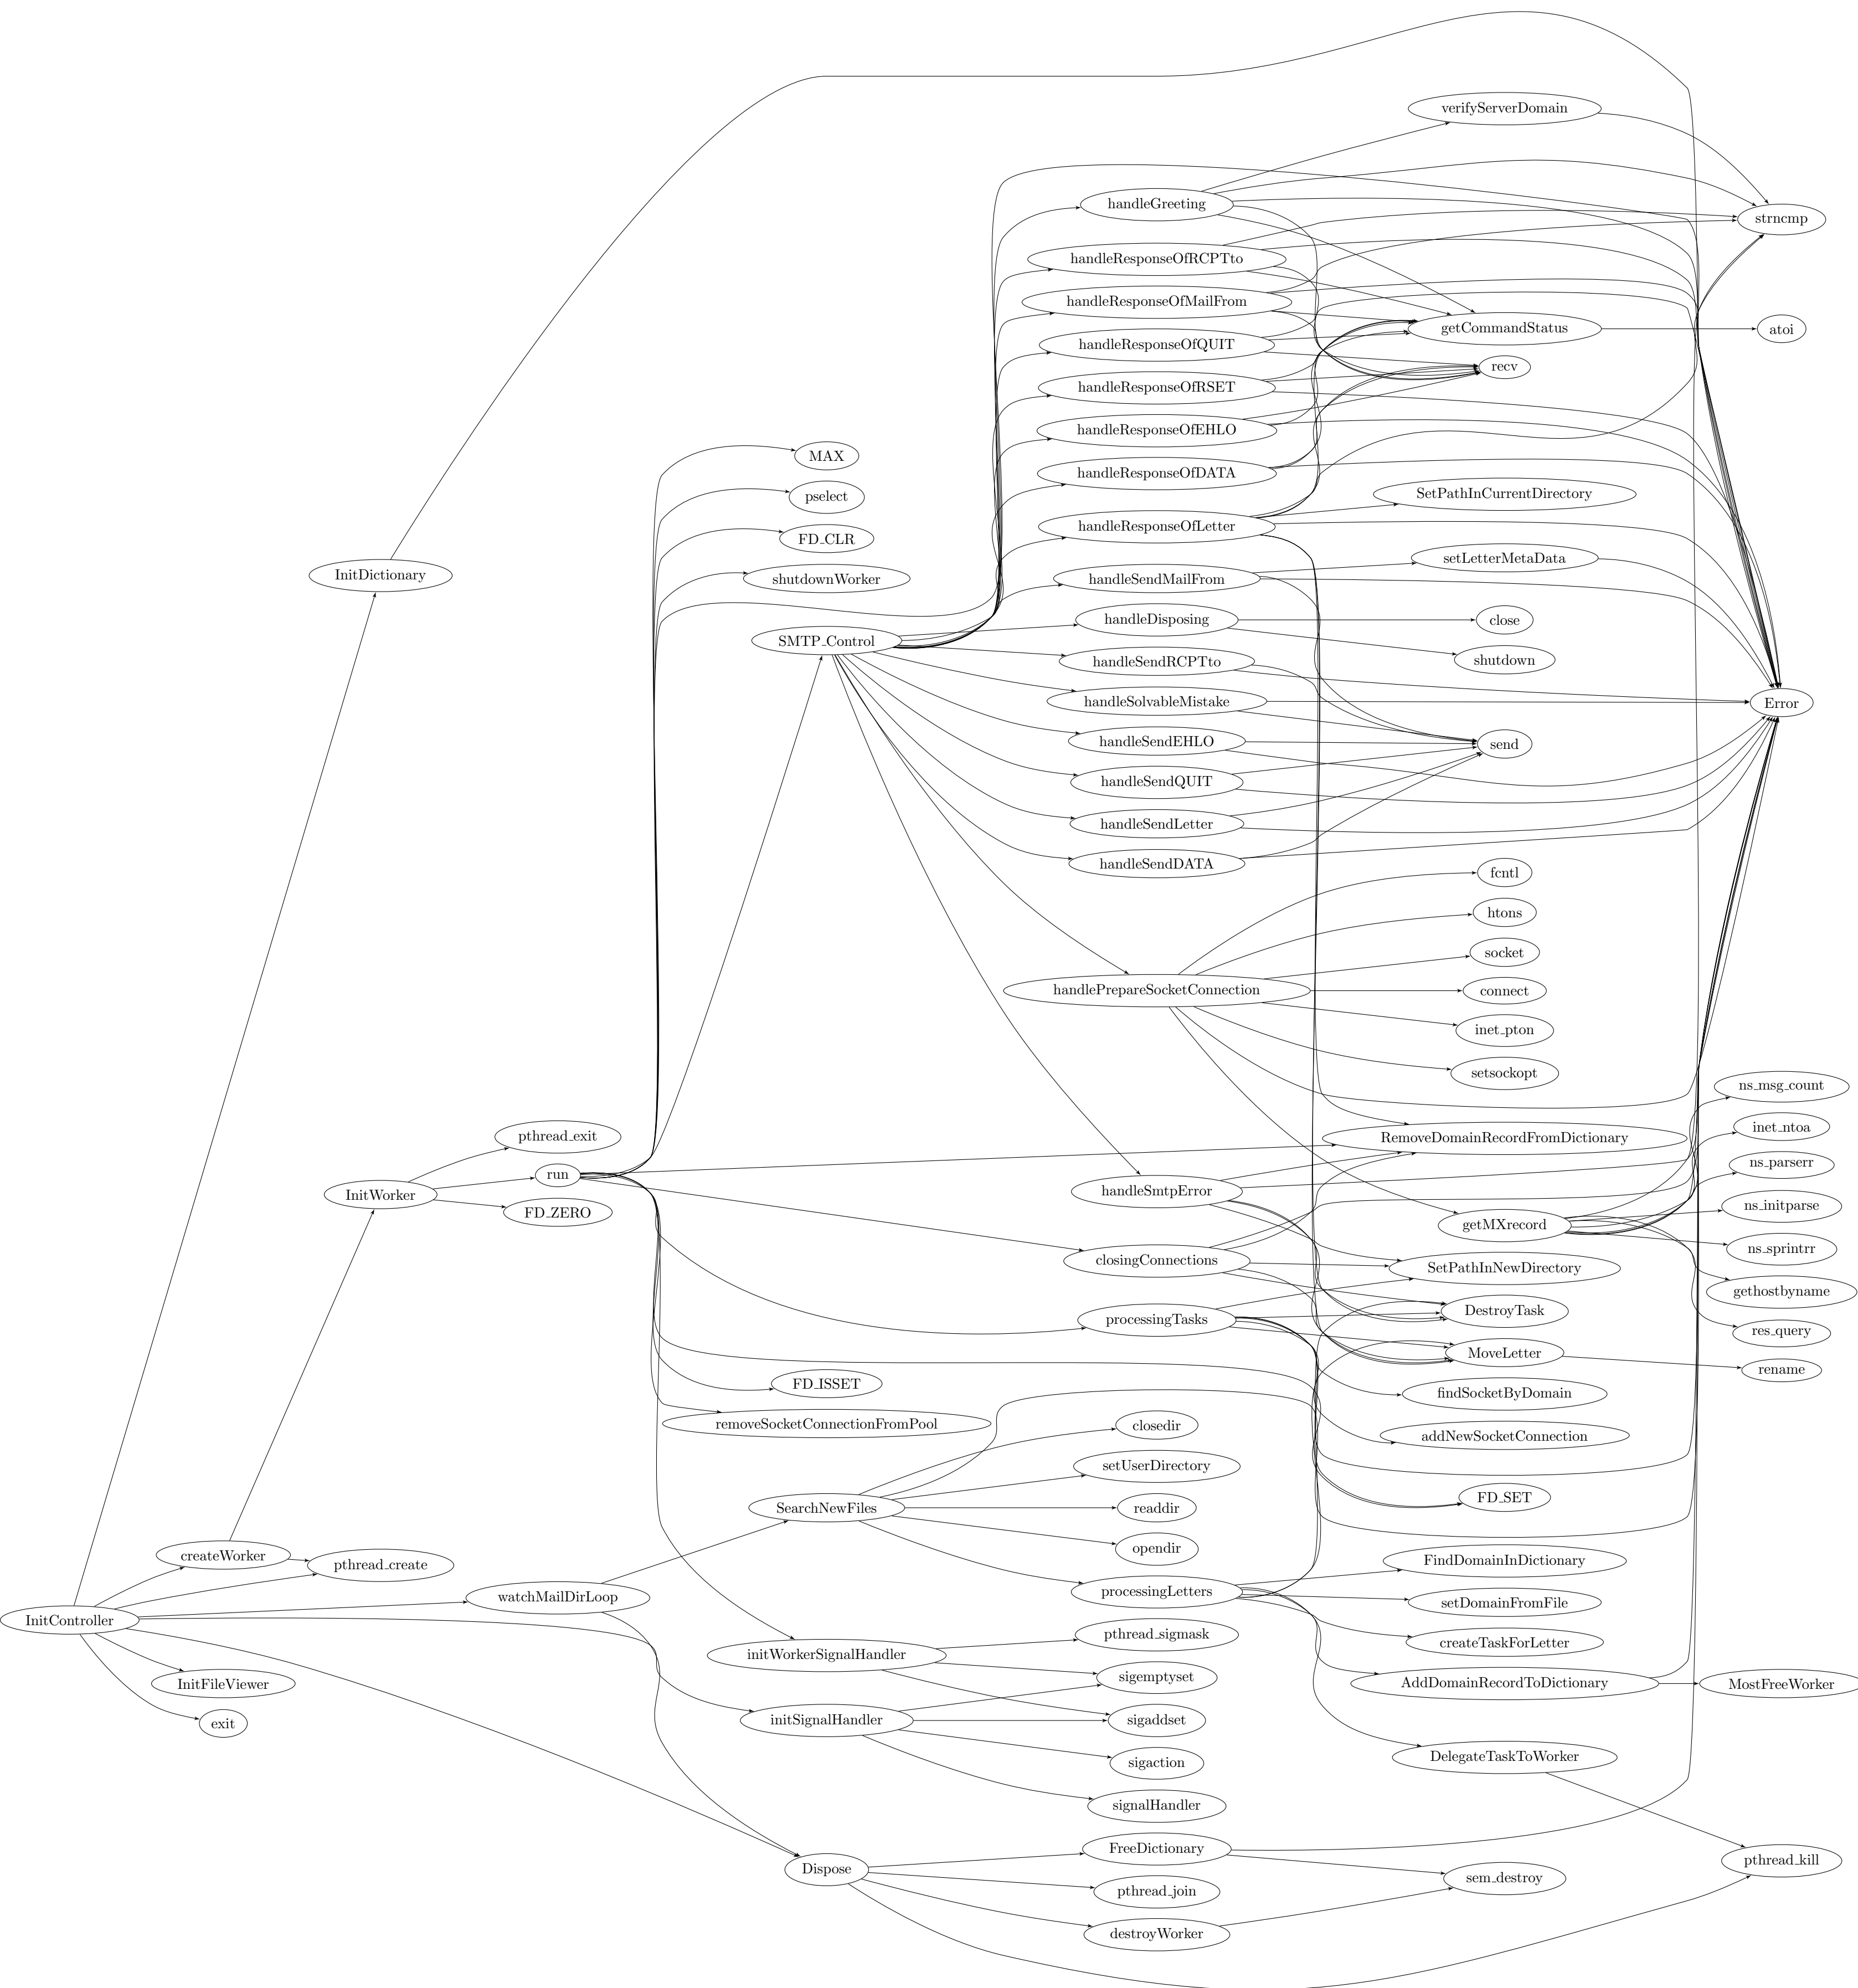 verifyServerDomain
handleGreeting
strncmp
handleResponseOfRCPTto
handleResponseOfMailFrom
getCommandStatus
atoi
handleResponseOfQUIT
recv
handleResponseOfRSET
handleResponseOfEHLO
MAX
handleResponseOfDATA
pselect
SetPathInCurrentDirectory
handleResponseOfLetter
FD_CLR
setLetterMetaData
InitDictionary
shutdownWorker
handleSendMailFrom
handleDisposing
close
SMTP_Control
handleSendRCPTto
shutdown
handleSolvableMistake
Error
handleSendEHLO
send
handleSendQUIT
handleSendLetter
handleSendDATA
fcntl
htons
socket
handlePrepareSocketConnection
connect
inet_pton
setsockopt
ns_msg_count
inet_ntoa
pthread_exit
RemoveDomainRecordFromDictionary
ns_parserr
run
InitWorker
handleSmtpError
ns_initparse
FD_ZERO
getMXrecord
ns_sprintrr
closingConnections
SetPathInNewDirectory
gethostbyname
DestroyTask
processingTasks
res_query
MoveLetter
rename
FD_ISSET
findSocketByDomain
removeSocketConnectionFromPool
closedir
addNewSocketConnection
setUserDirectory
FD_SET
SearchNewFiles
readdir
opendir
createWorker
pthread_create
FindDomainInDictionary
processingLetters
watchMailDirLoop
setDomainFromFile
InitController
pthread_sigmask
createTaskForLetter
initWorkerSignalHandler
sigemptyset
InitFileViewer
AddDomainRecordToDictionary
MostFreeWorker
exit
initSignalHandler
sigaddset
DelegateTaskToWorker
sigaction
signalHandler
FreeDictionary
pthread_kill
Dispose
sem_destroy
pthread_join
destroyWorker